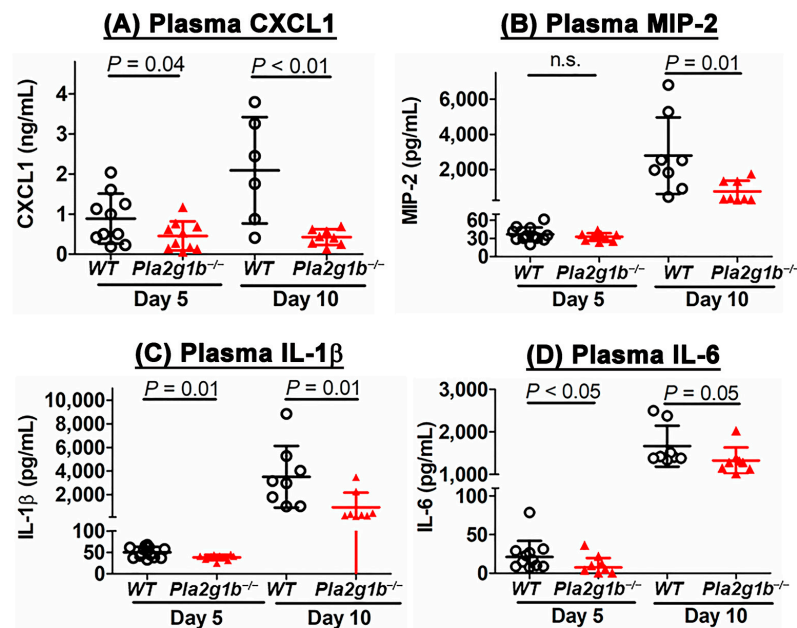 (A) Plasma CXCL1
P = 0.04
P < 0.01
CXCL1 (ng/mL)
4
3
2
1
0
WT
Pla2g1b−/−
WT
Pla2g1b−/−
Day 5
Day 10
(B) Plasma MIP-2
n.s.
P = 0.01
MIP-2 (pg/mL)
6,000
4,000
2,000
60
30
0
WT
Pla2g1b−/−
WT
Pla2g1b−/−
Day 5
Day 10
(C) Plasma IL-1β
P = 0.01
P = 0.01
IL-1β (pg/mL)
10,000
8,000
6,000
4,000
2,000
100
50
0
WT
Pla2g1b−/−
WT
Pla2g1b−/−
Day 5
Day 10
(D) Plasma IL-6
P < 0.05
P = 0.05
IL-6 (pg/mL)
3,000
2,000
1,000
100
50
0
WT
Pla2g1b−/−
WT
Pla2g1b−/−
Day 5
Day 10